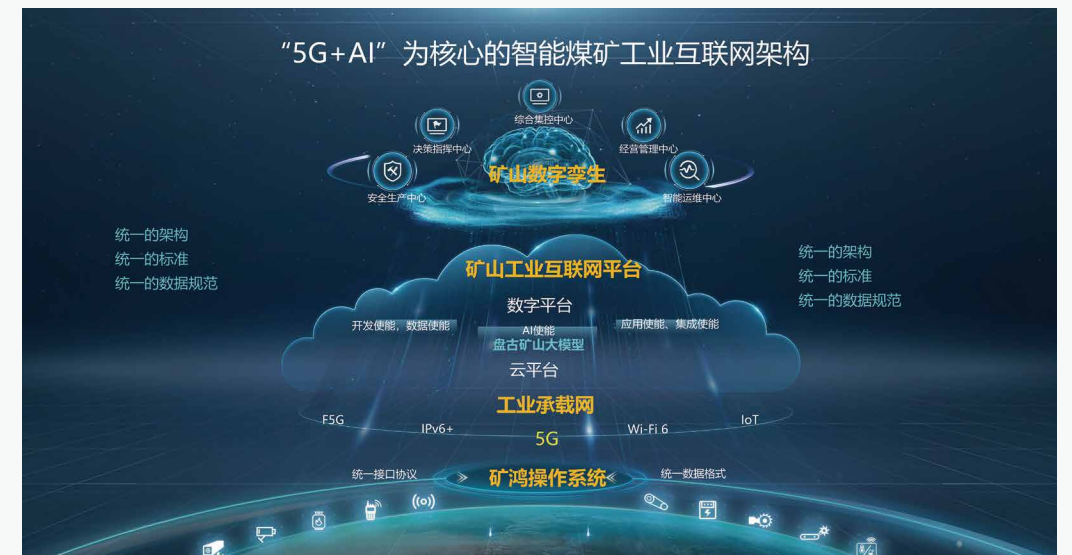 “5G+AI”为核心的智能煤矿工业互联网架构
综合集控中心
决策指挥中心
经营管理中心
矿山数字孪生
安全生产中心
智能运维中心
统一的架构
统一的标准
统一的数据规范
统一的架构
统一的标准
统一的数据规范
矿山工业互联网平台
数字平台
开发使能，数据使能
AI使能
应用使能、集成使能
盘古矿山大模型
云平台
工业承载网
F5G
IPv6+
5G
Wi-Fi 6
IoT
统一接口协议
矿鸿操作系统
统一数据格式